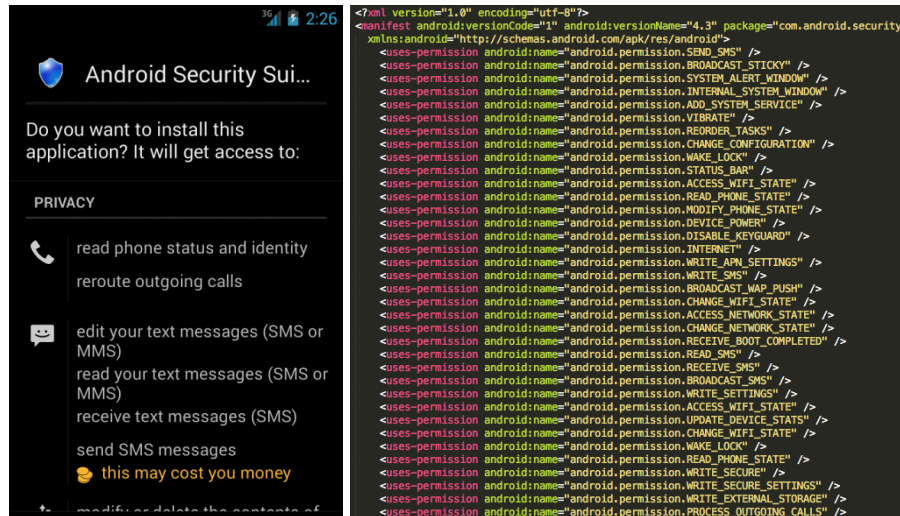 3G 2:26
Android Security Sui...
Do you want to install this
application? It will get access to:
PRIVACY
read phone status and identity
reroute outgoing calls
edit your text messages (SMS or
MMS)
read your text messages (SMS or
MMS)
receive text messages (SMS)
send SMS messages
this may cost you money
modify or delete the contents of
<?xml version="1.0" encoding="utf-8"?>
<manifest android:versionCode="1" android:versionName="4.3" package="com.android.security
xmlns:android="http://schemas.android.com/apk/res/android">
<uses-permission android:name="android.permission.SEND_SMS" />
<uses-permission android:name="android.permission.BROADCAST_STICKY" />
<uses-permission android:name="android.permission.SYSTEM_ALERT_WINDOW" />
<uses-permission android:name="android.permission.INTERNAL_SYSTEM_WINDOW" />
<uses-permission android:name="android.permission.ADD_SYSTEM_SERVICE" />
<uses-permission android:name="android.permission.VIBRATE" />
<uses-permission android:name="android.permission.REORDER_TASKS" />
<uses-permission android:name="android.permission.CHANGE_CONFIGURATION" />
<uses-permission android:name="android.permission.WAKE_LOCK" />
<uses-permission android:name="android.permission.STATUS_BAR" />
<uses-permission android:name="android.permission.ACCESS_WIFI_STATE" />
<uses-permission android:name="android.permission.READ_PHONE_STATE" />
<uses-permission android:name="android.permission.MODIFY_PHONE_STATE" />
<uses-permission android:name="android.permission.DEVICE_POWER" />
<uses-permission android:name="android.permission.DISABLE_KEYGUARD" />
<uses-permission android:name="android.permission.INTERNET" />
<uses-permission android:name="android.permission.WRITE_APN_SETTINGS" />
<uses-permission android:name="android.permission.WRITE_SMS" />
<uses-permission android:name="android.permission.BROADCAST_WAP_PUSH" />
<uses-permission android:name="android.permission.CHANGE_WIFI_STATE" />
<uses-permission android:name="android.permission.ACCESS_NETWORK_STATE" />
<uses-permission android:name="android.permission.CHANGE_NETWORK_STATE" />
<uses-permission android:name="android.permission.RECEIVE_BOOT_COMPLETED" />
<uses-permission android:name="android.permission.READ_SMS" />
<uses-permission android:name="android.permission.RECEIVE_SMS" />
<uses-permission android:name="android.permission.BROADCAST_SMS" />
<uses-permission android:name="android.permission.WRITE_SETTINGS" />
<uses-permission android:name="android.permission.ACCESS_WIFI_STATE" />
<uses-permission android:name="android.permission.UPDATE_DEVICE_STATS" />
<uses-permission android:name="android.permission.CHANGE_WIFI_STATE" />
<uses-permission android:name="android.permission.WAKE_LOCK" />
<uses-permission android:name="android.permission.READ_PHONE_STATE" />
<uses-permission android:name="android.permission.WRITE_SECURE" />
<uses-permission android:name="android.permission.WRITE_SECURE_SETTINGS" />
<uses-permission android:name="android.permission.WRITE_EXTERNAL_STORAGE" />
<uses-permission android:name="android.permission.PROCESS_OUTGOING_CALLS" />